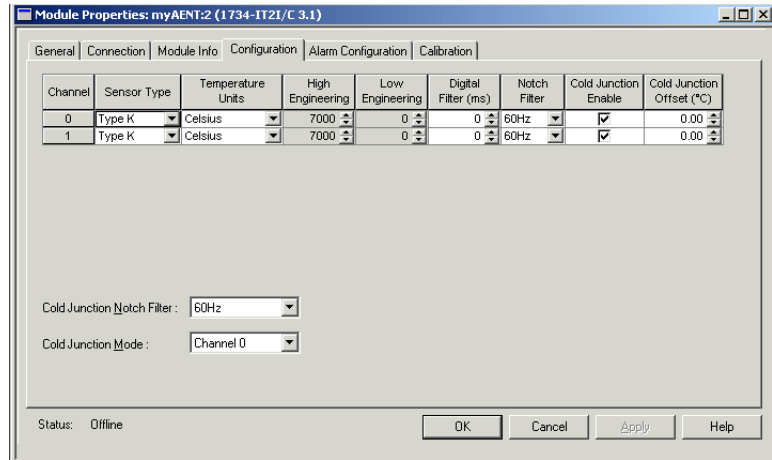 Module Properties: myAENT:2 (1734-IT2I/C 3.1)
General Connection Module Info Configuration Alarm Configuration Calibration
Channel Sensor Type Temperature Units High Engineering Low Engineering Digital Filter (ms) Notch Filter Cold Junction Enable Cold Junction Offset (°C)
0 Type K Celsius 7000 0 0 60Hz 0.00
1 Type K Celsius 7000 0 0 60Hz 0.00
Cold Junction Notch Filter : 60Hz
Cold Junction Mode : Channel 0
Status: Offline OK Cancel Apply Help